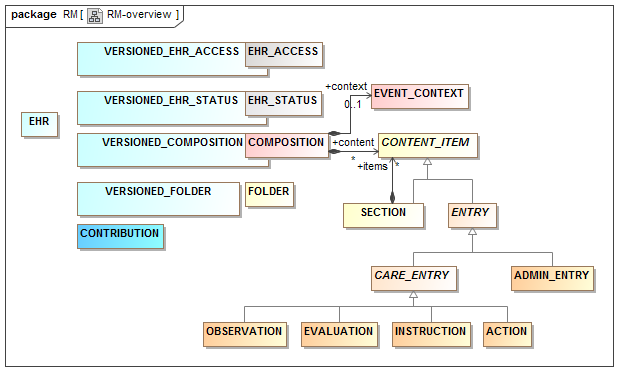 package RM [ RM-overview ]
VERSIONED_EHR_ACCESS
EHR_ACCESS
+context
EVENT_CONTEXT
VERSIONED_EHR_STATUS
EHR_STATUS
0..1
EHR
VERSIONED_COMPOSITION
COMPOSITION
+content
CONTENT_ITEM
*
+items
*
VERSIONED_FOLDER
FOLDER
SECTION
ENTRY
CONTRIBUTION
CARE_ENTRY
ADMIN_ENTRY
OBSERVATION
EVALUATION
INSTRUCTION
ACTION